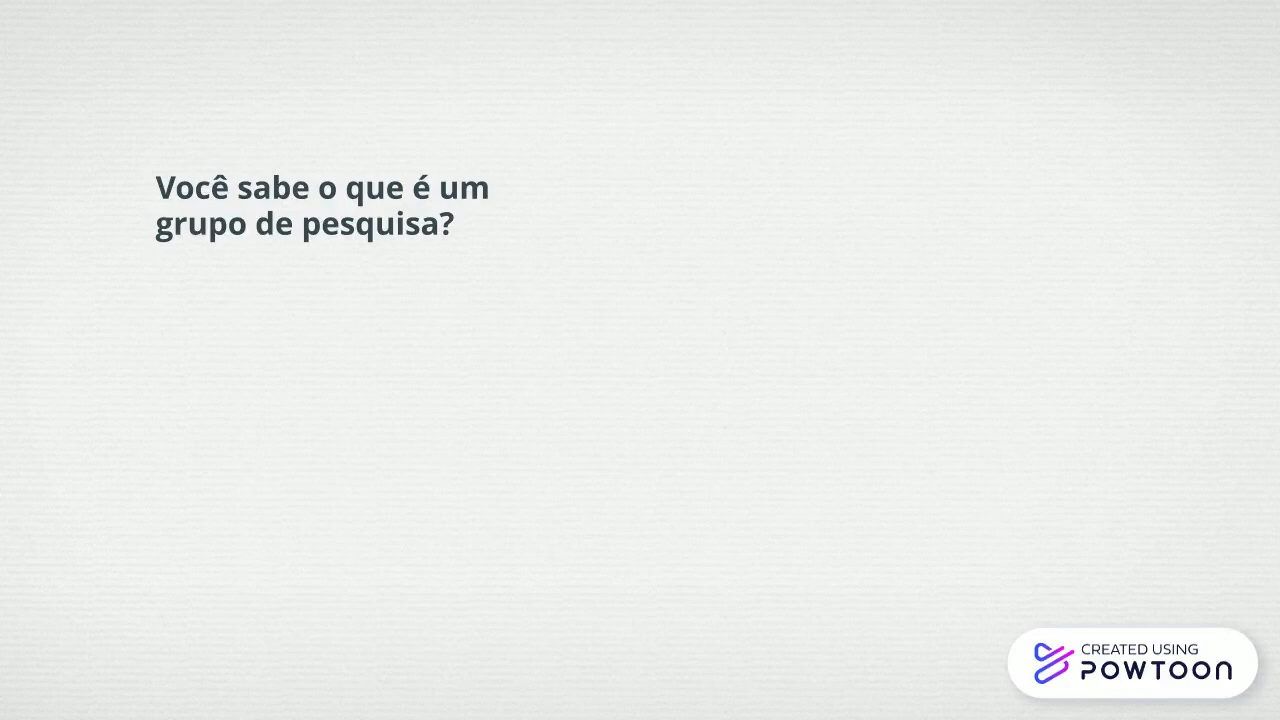 Você sabe o que é um
grupo de pesquisa?
CREATED USING
POWTOON